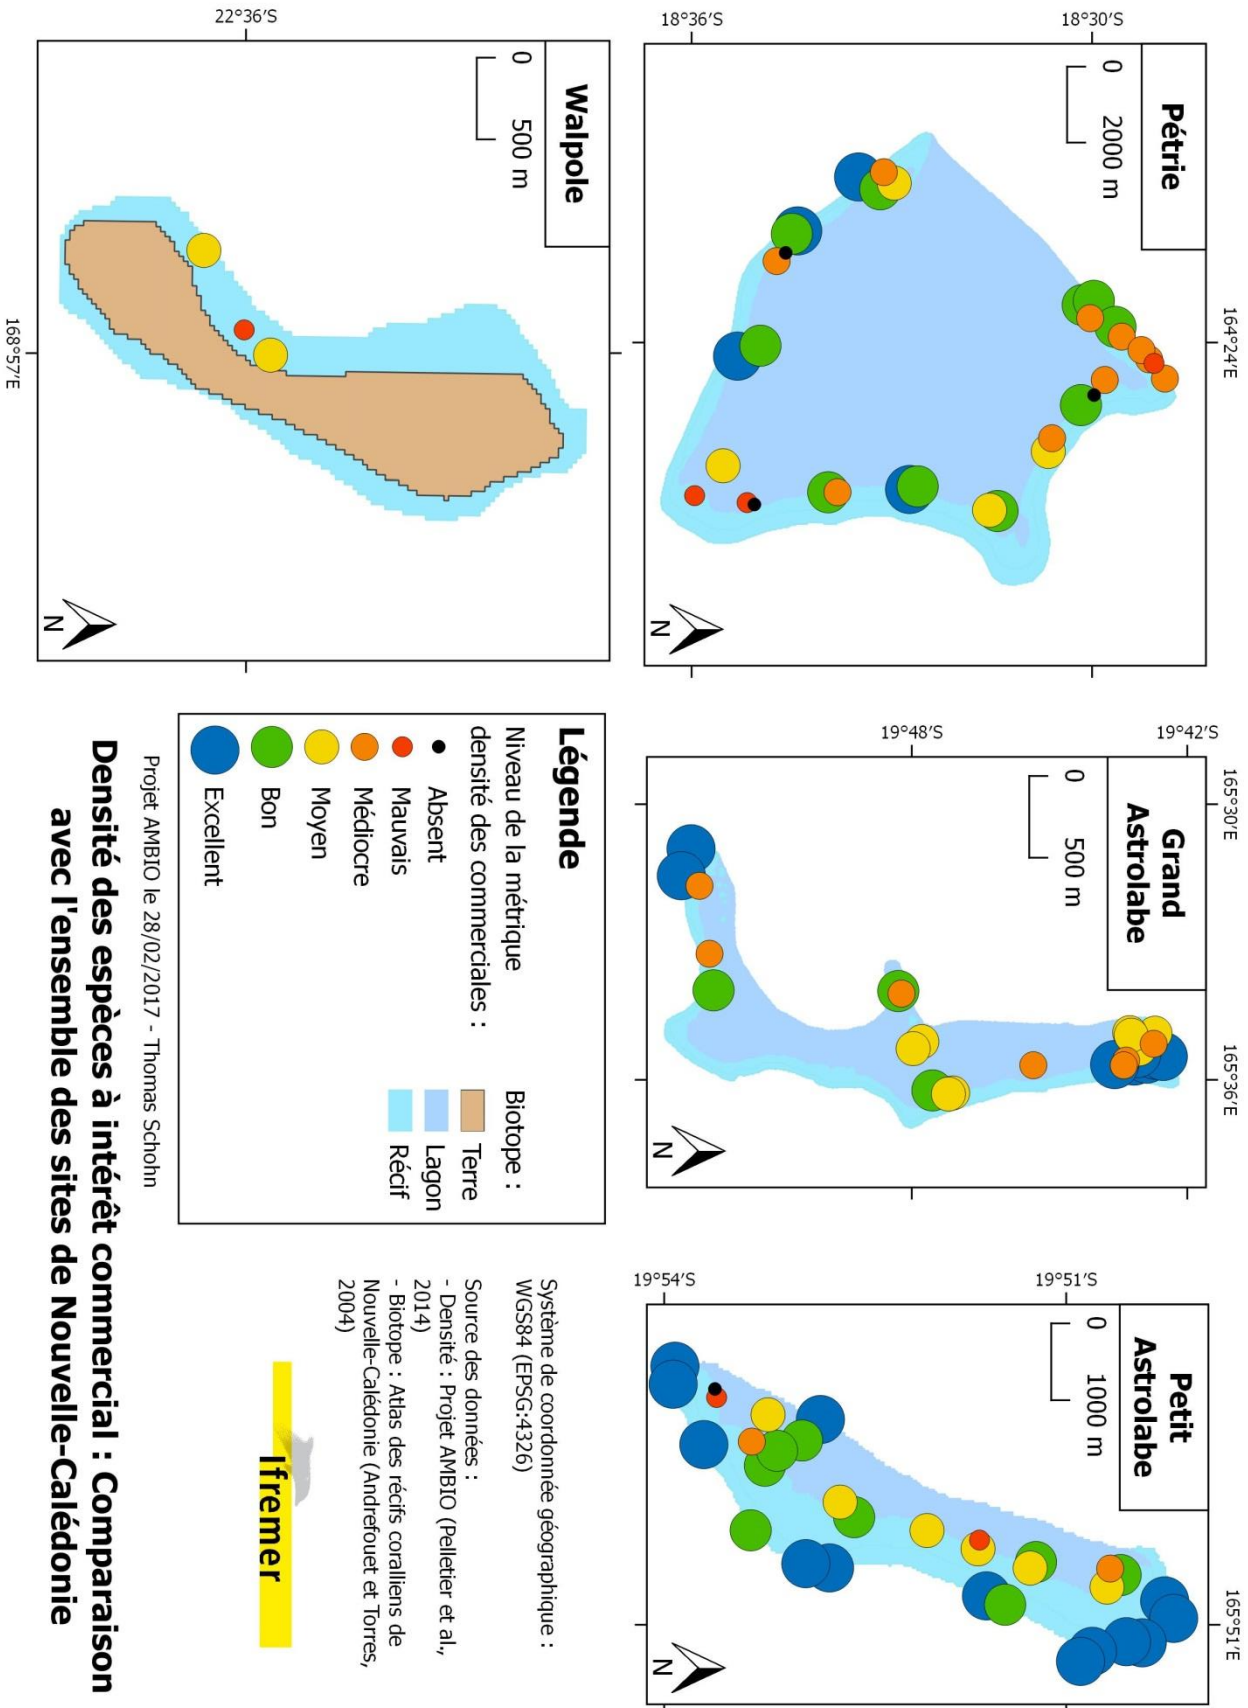 Pétrie
0 2000 m
164°24'E
18°30'S
18°36'S
N
Grand
Astrolabe
0 500 m
165°30'E
165°36'E
19°42'S
19°48'S
N
Petit
Astrolabe
0 1000 m
165°51'E
19°51'S
19°54'S
N
Walpole
0 500 m
22°36'S
168°57'E
N
Légende
Niveau de la métrique
densité des commerciales :
Absent
Mauvais
Médiocre
Moyen
Bon
Excellent
Biotope :
Terre
Lagon
Récif
Système de coordonnée géographique :
WGS84 (EPSG:4326)
Source des données :
- Densité : Projet AMBIO (Pelletier et al.,
2014)
- Biotope : Atlas des récifs coralliens de
Nouvelle-Calédonie (Andrefouet et Torres,
2004)
Ifremer
Projet AMBIO le 28/02/2017 - Thomas Schohn
Densité des espèces à intérêt commercial : Comparaison
avec l'ensemble des sites de Nouvelle-Calédonie